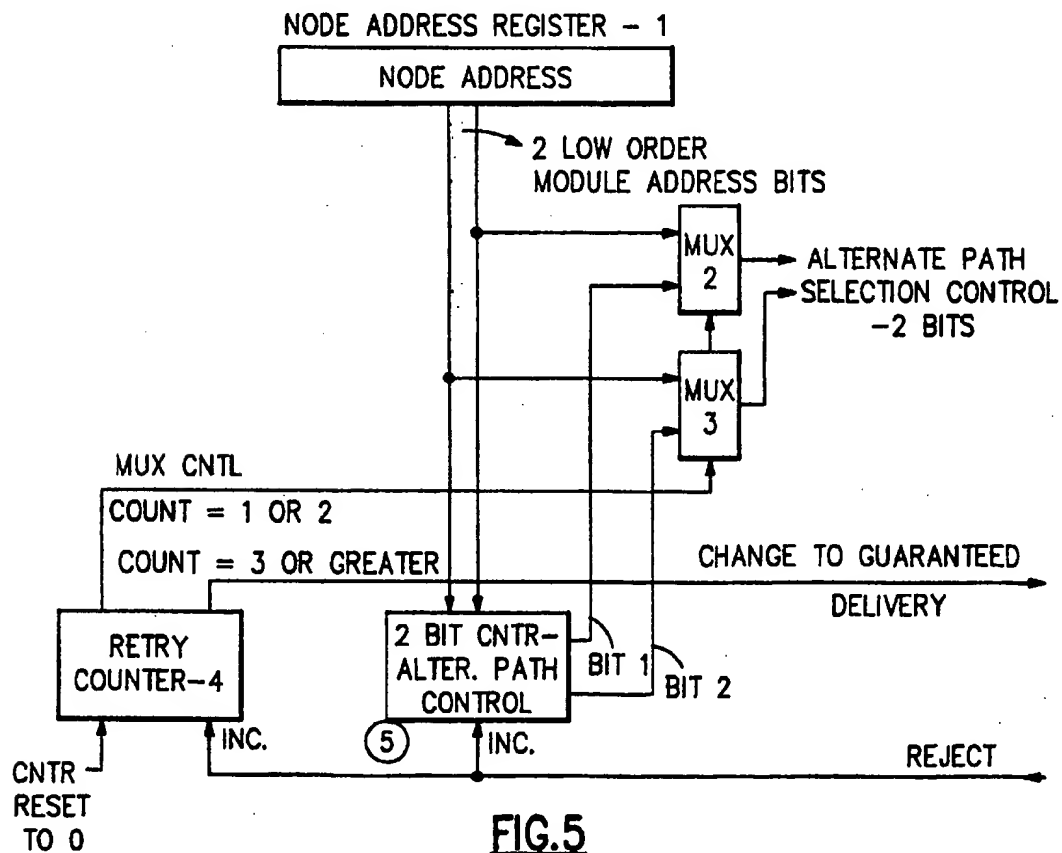 NODE ADDRESS REGISTER - 1
NODE ADDRESS
2 LOW ORDER
MODULE ADDRESS BITS
MUX
2
ALTERNATE PATH
SELECTION CONTROL
-2 BITS
MUX
3
MUX CNTL
COUNT = 1 OR 2
COUNT = 3 OR GREATER
CHANGE TO GUARANTEED
DELIVERY
RETRY
COUNTER-4
2 BIT CNTR-
ALTER. PATH
CONTROL
BIT 1
BIT 2
5
INC.
INC.
REJECT
CNTR
RESET
TO 0
FIG.5